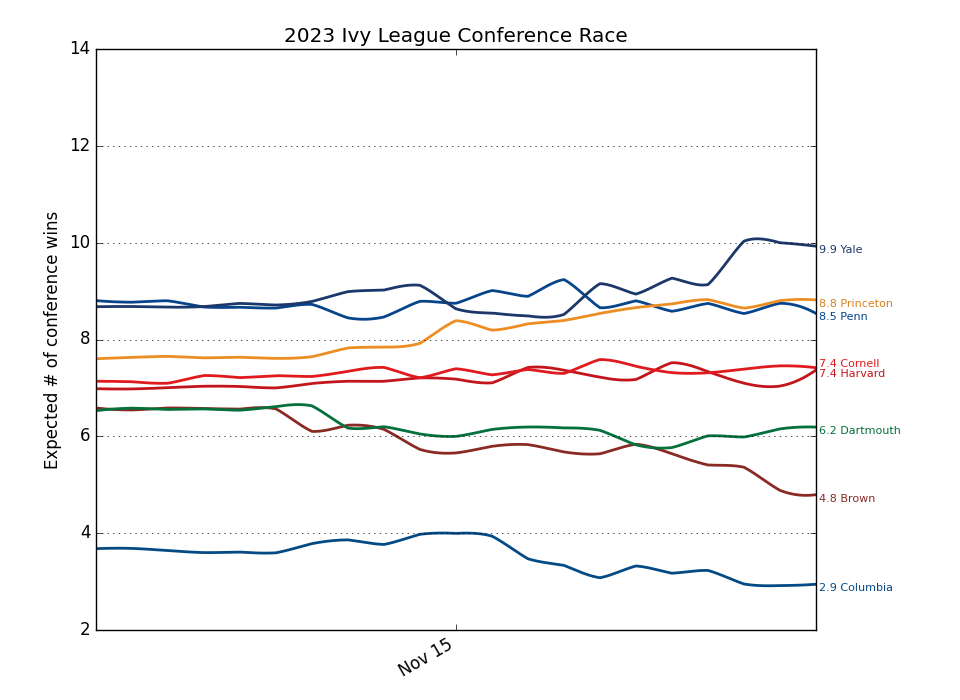 2023 Ivy League Conference Race
Expected # of conference wins
14
12
10
8
6
4
2
Nov 15
9.9 Yale
8.8 Princeton
8.5 Penn
7.4 Cornell
7.4 Harvard
6.2 Dartmouth
4.8 Brown
2.9 Columbia